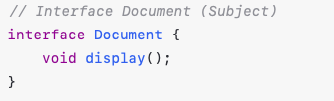 // Interface Document (Subject)
interface Document {
    void display();
}